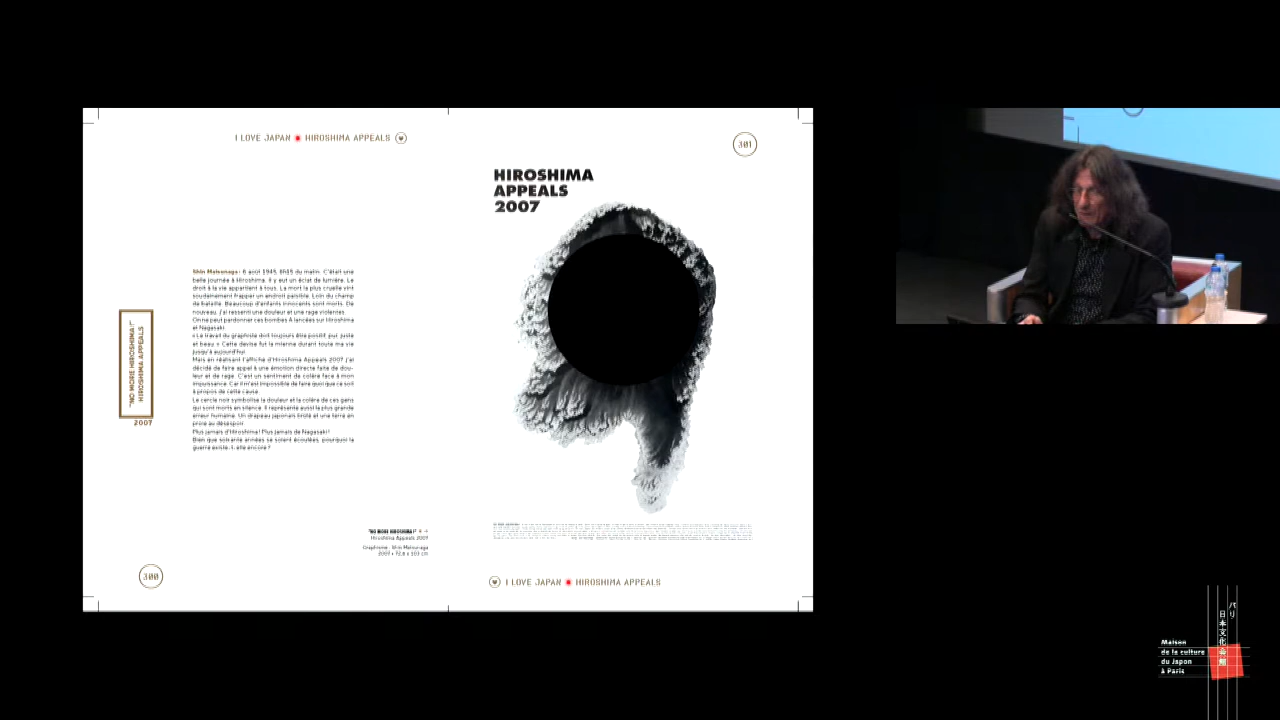 I LOVE JAPAN HIROSHIMA APPEALS
301
HIROSHIMA
APPEALS
2007
Shin Matsunaga: 6 août 1945, 8h15 du matin. C'était une
belle journée à Hiroshima. Il y eut un éclat de lumière. Le
droit à la vie appartient à tous. La mort la plus cruelle vint
soudainement frapper un endroit paisible. Loin du champ
de bataille. Beaucoup d'enfants innocents sont morts. De
nouveau, j'ai ressenti une douleur et une rage violentes.
On ne peut pardonner ces bombes A lancées sur Hiroshima
et Nagasaki.
« Le travail du graphiste doit toujours être positif, pur, juste
et beau ». Cette devise fut la mienne durant toute ma vie
jusqu'à aujourd'hui.
Mais en réalisant l'affiche d'Hiroshima Appeals 2007, j'ai
décidé de faire appel à une émotion directe faite de dou-
leur et de rage. C'est un sentiment de colère face à mon
impuissance. Car il m'est impossible de faire quoi que ce soit
à propos de cette cause.
Le cercle noir symbolise la douleur et la colère de ces gens
qui sont morts en silence. Il représente aussi la plus grande
erreur humaine. Un drapeau japonais brûlé et une terre en
proie au désespoir.
Plus jamais d'Hiroshima! Plus jamais de Nagasaki!
Bien que soixante années se soient écoulées, pourquoi la
guerre existe-t-elle encore?
"NO MORE HIROSHIMA!"
HIROSHIMA APPEALS
2007
"NO MORE HIROSHIMA!"
Hiroshima Appeals 2007
Graphisme : Shin Matsunaga
2007 • 72,8 x 103 cm
300
I LOVE JAPAN HIROSHIMA APPEALS
パリ
日本文化会館
Maison
de la culture
du Japon
à Paris